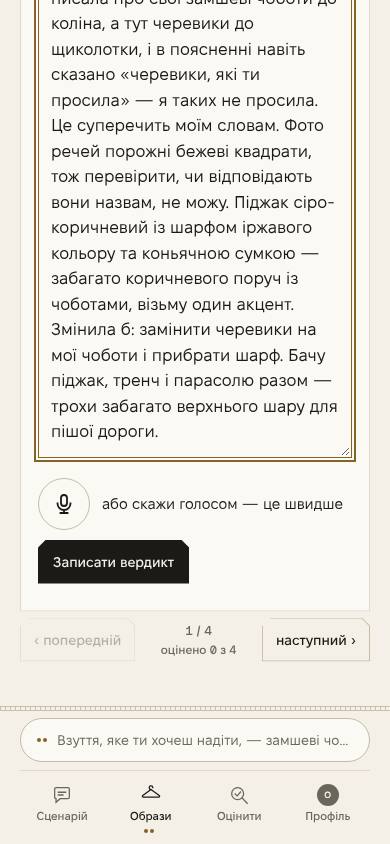 писала про свої замшеві чоботи до
коліна, а тут черевики до
щиколотки, і в поясненні навіть
сказано «черевики, які ти
просила» — я таких не просила.
Це суперечить моїм словам. Фото
речей порожні бежеві квадрати,
тож перевірити, чи відповідають
вони назвам, не можу. Піджак сіро-
коричневий із шарфом іржавого
кольору та коньячною сумкою —
забагато коричневого поруч із
чоботами, візьму один акцент.
Змінила б: замінити черевики на
мої чоботи і прибрати шарф. Бачу
піджак, тренч і парасолю разом —
трохи забагато верхнього шару для
пішої дороги.
або скажи голосом — це швидше
Записати вердикт
‹ попередній
1 / 4
оцінено 0 з 4
наступний ›
Взуття, яке ти хочеш надіти, — замшеві чо...
Сценарій
Образи
Оцінити
О
Профіль